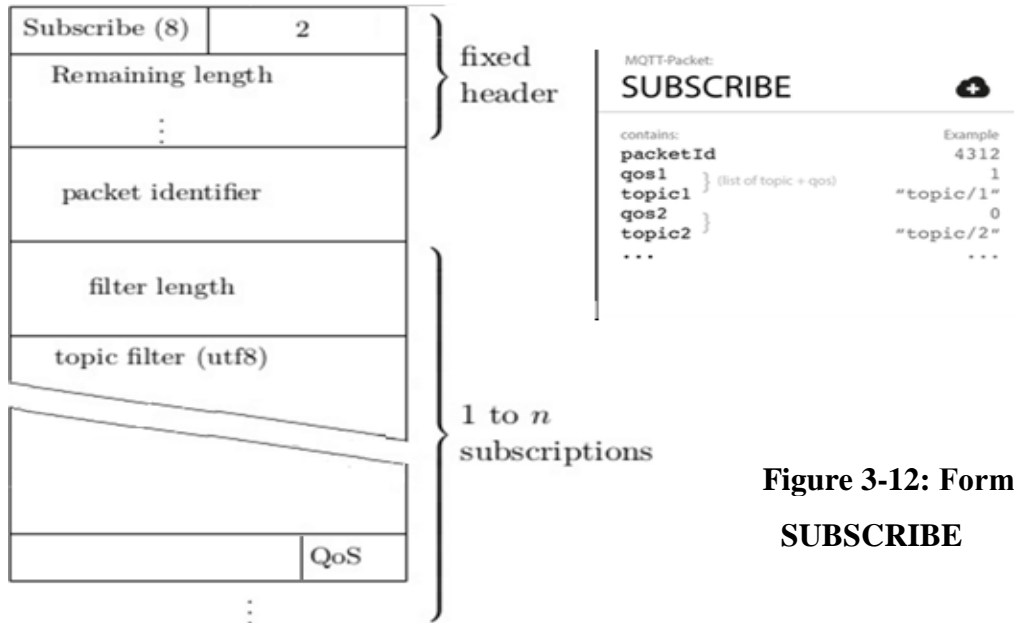 Subscribe (8) 2
Remaining length
⋮
fixed
header
packet identifier
filter length
topic filter (utf8)
1 to n
subscriptions
QoS
⋮
MQTT-Packet:
SUBSCRIBE
contains: Example
packetId 4312
qos1 1
} (list of topic + qos)
topic1 "topic/1"
qos2 0
}
topic2 "topic/2"
... ...
Figure 3-12: Form
SUBSCRIBE